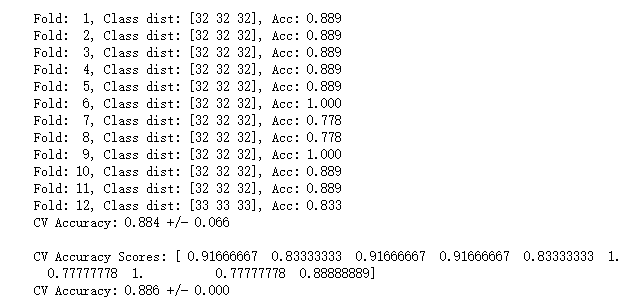 Fold:  1, Class dist: [32 32 32], Acc: 0.889
Fold:  2, Class dist: [32 32 32], Acc: 0.889
Fold:  3, Class dist: [32 32 32], Acc: 0.889
Fold:  4, Class dist: [32 32 32], Acc: 0.889
Fold:  5, Class dist: [32 32 32], Acc: 0.889
Fold:  6, Class dist: [32 32 32], Acc: 1.000
Fold:  7, Class dist: [32 32 32], Acc: 0.778
Fold:  8, Class dist: [32 32 32], Acc: 0.778
Fold:  9, Class dist: [32 32 32], Acc: 1.000
Fold: 10, Class dist: [32 32 32], Acc: 0.889
Fold: 11, Class dist: [32 32 32], Acc: 0.889
Fold: 12, Class dist: [33 33 33], Acc: 0.833
CV Accuracy: 0.884 +/- 0.066
CV Accuracy Scores: [ 0.91666667  0.83333333  0.91666667  0.91666667  0.83333333  1.
0.77777778  1.          0.77777778  0.88888889]
CV Accuracy: 0.886 +/- 0.000